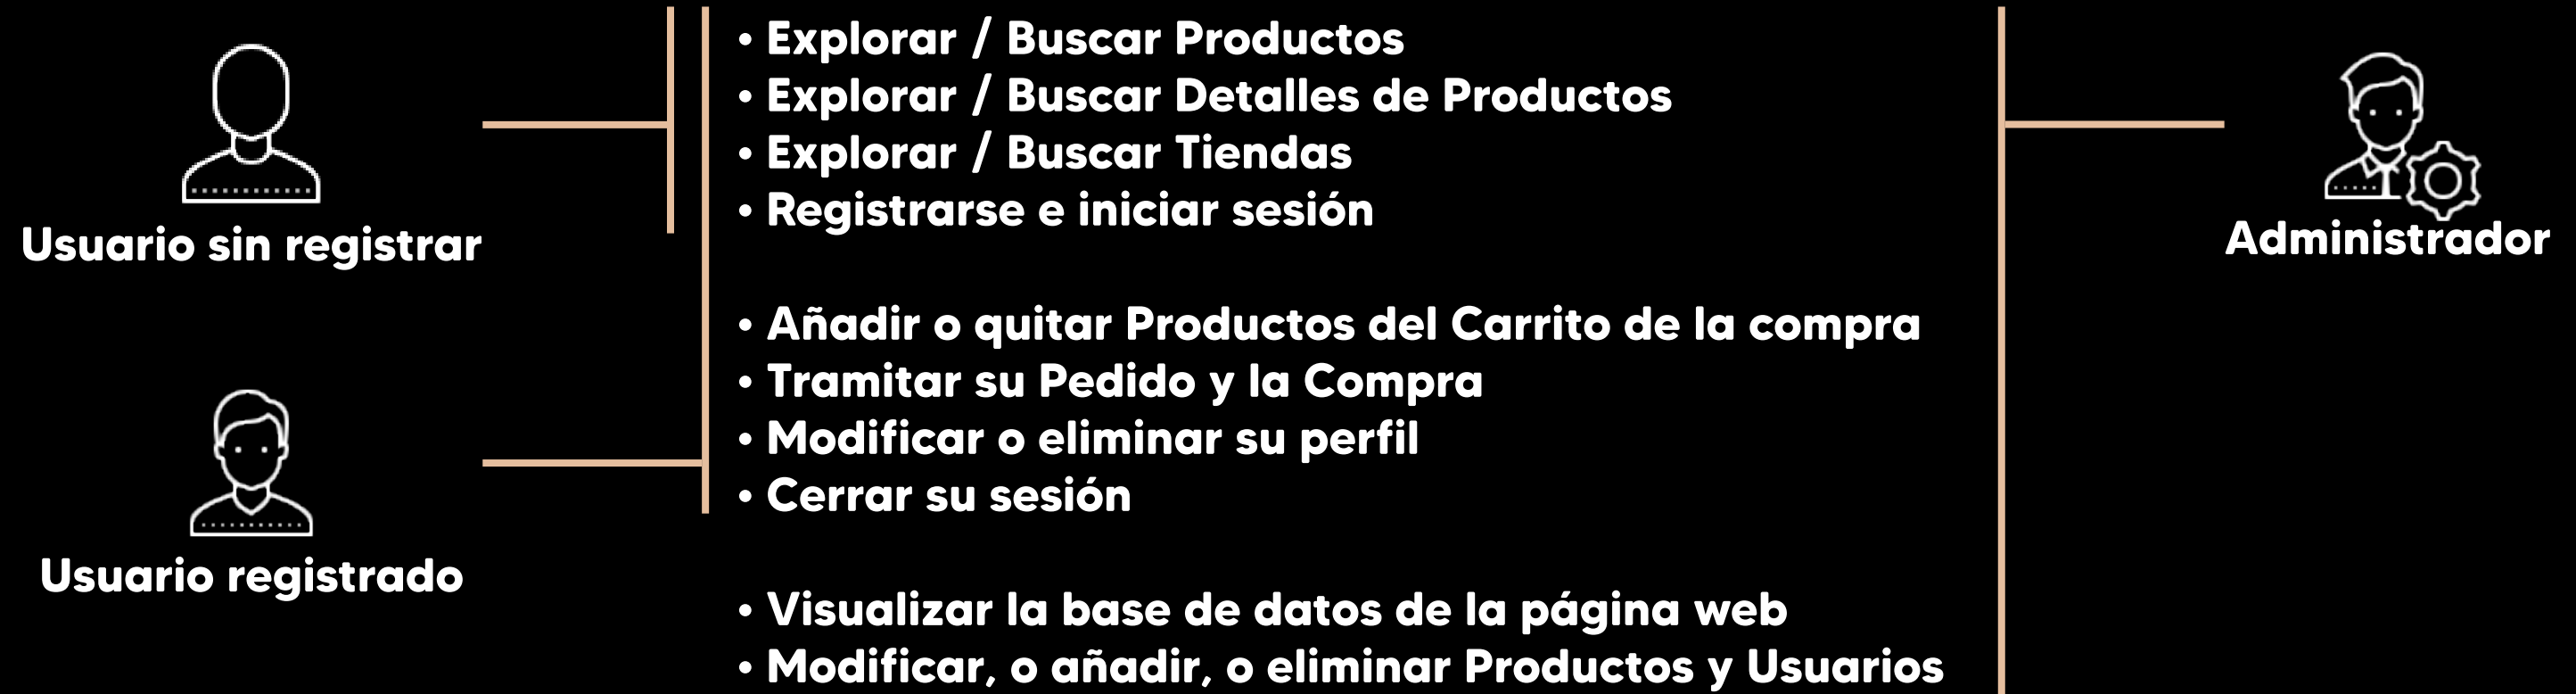 Usuario sin registrar
Usuario registrado
• Explorar / Buscar Productos
• Explorar / Buscar Detalles de Productos
• Explorar / Buscar Tiendas
• Registrarse e iniciar sesión
• Añadir o quitar Productos del Carrito de la compra
• Tramitar su Pedido y la Compra
• Modificar o eliminar su perfil
• Cerrar su sesión
• Visualizar la base de datos de la página web
• Modificar, o añadir, o eliminar Productos y Usuarios
Administrador